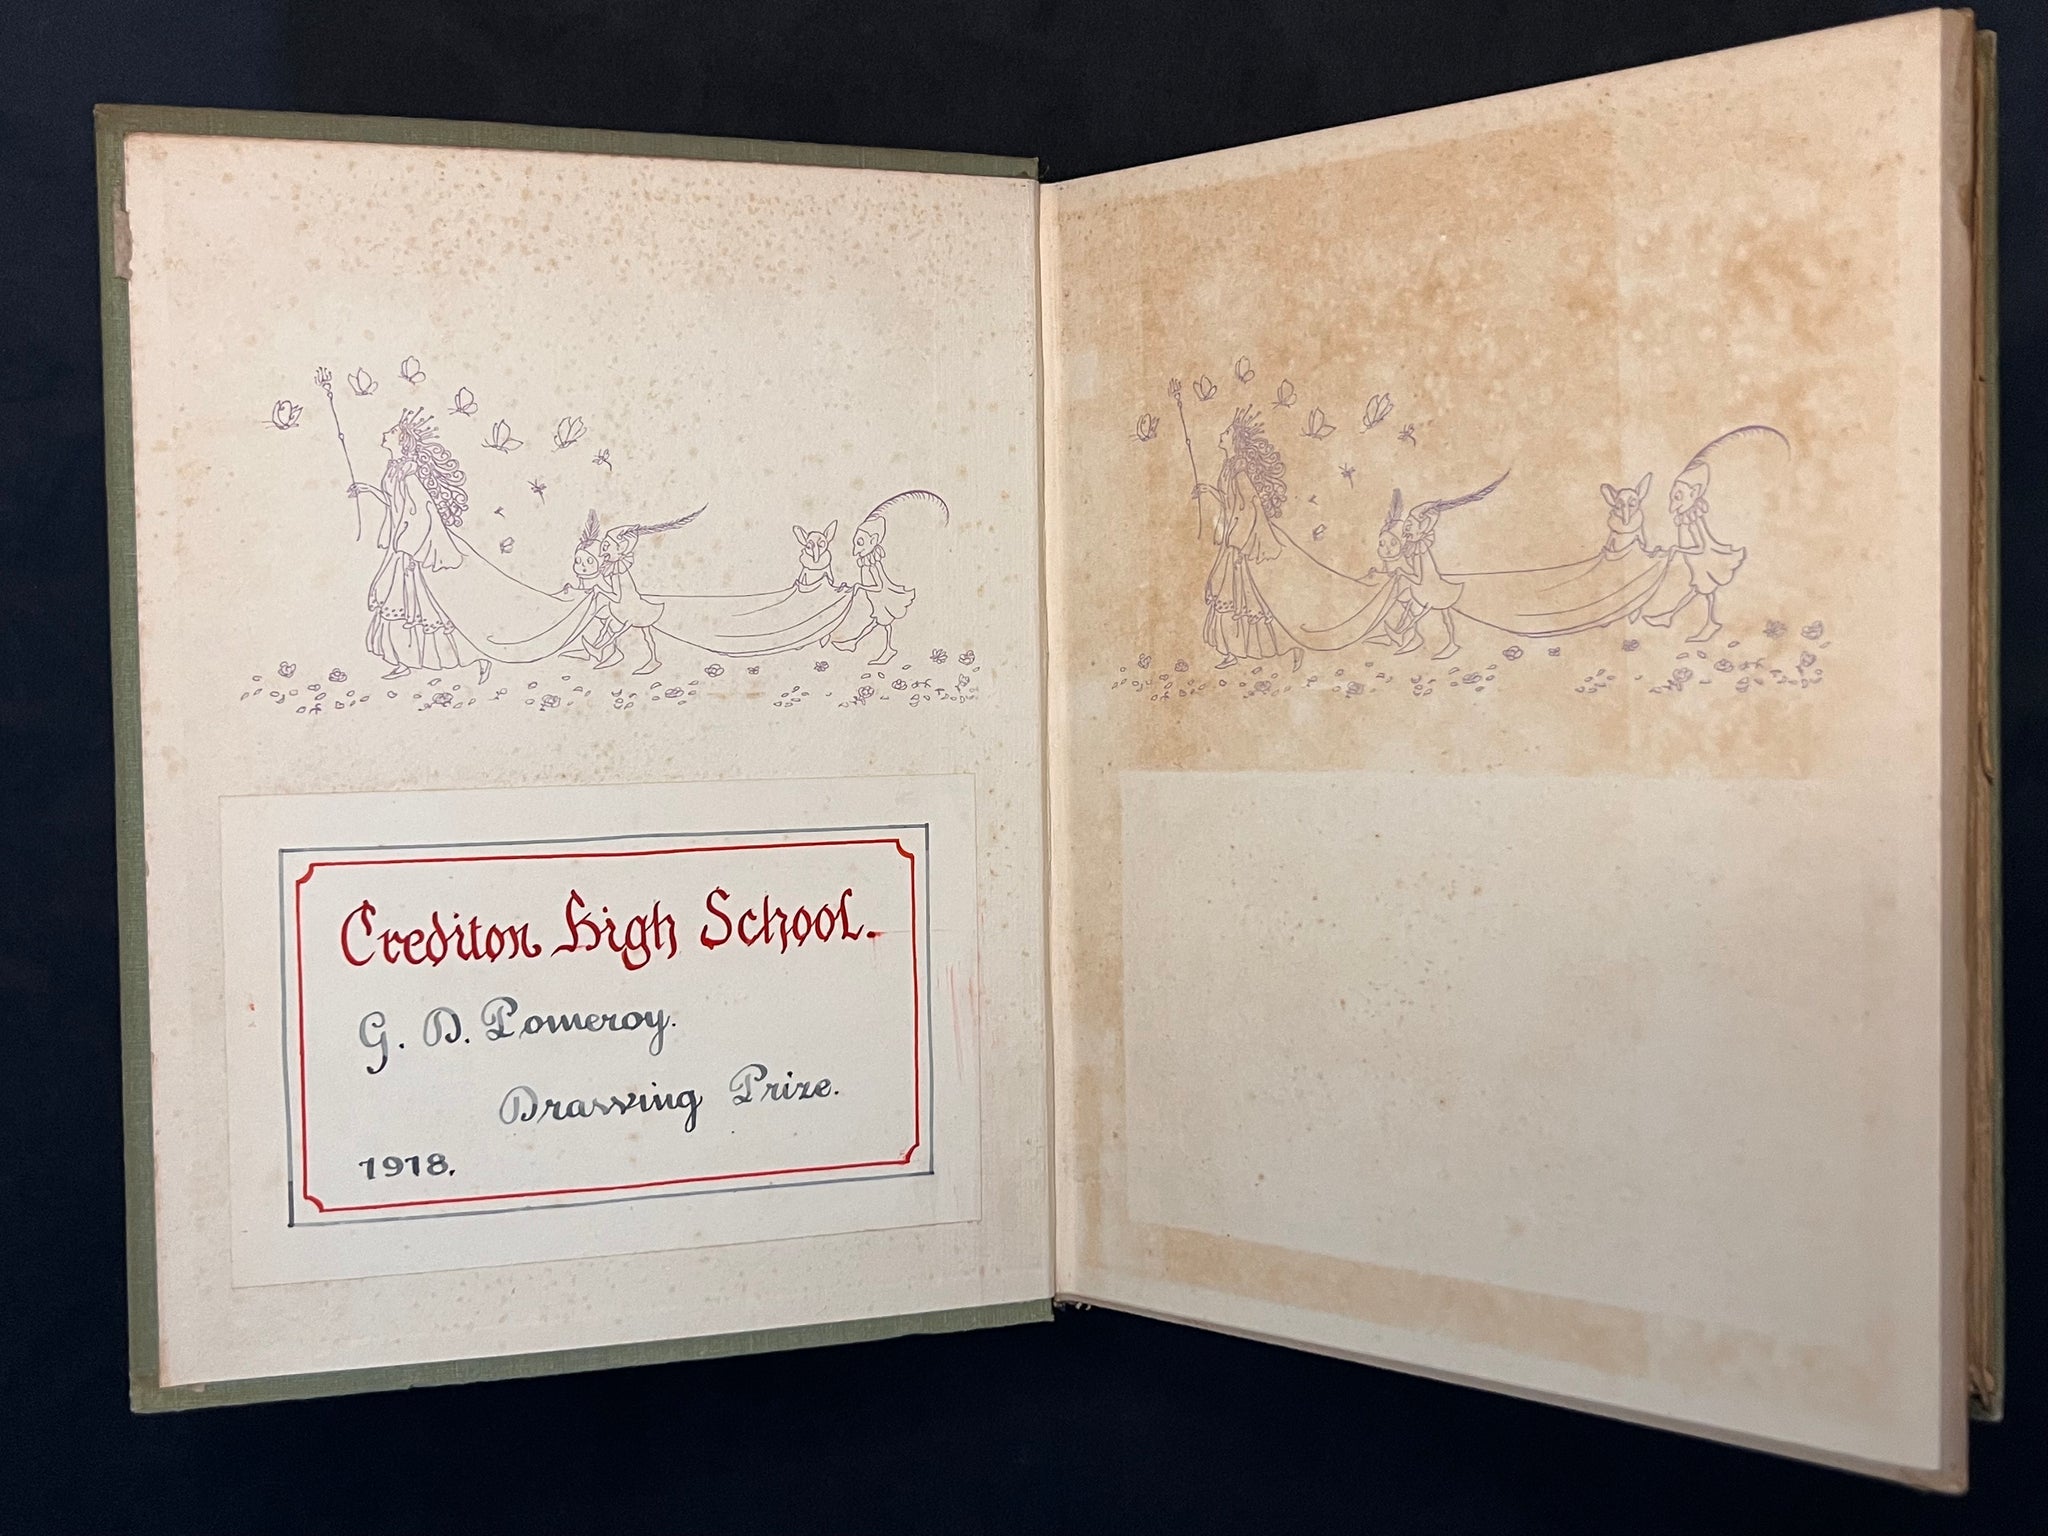 Crediton High School.
G. D. Pomeroy.
Drawing Prize.
1918.